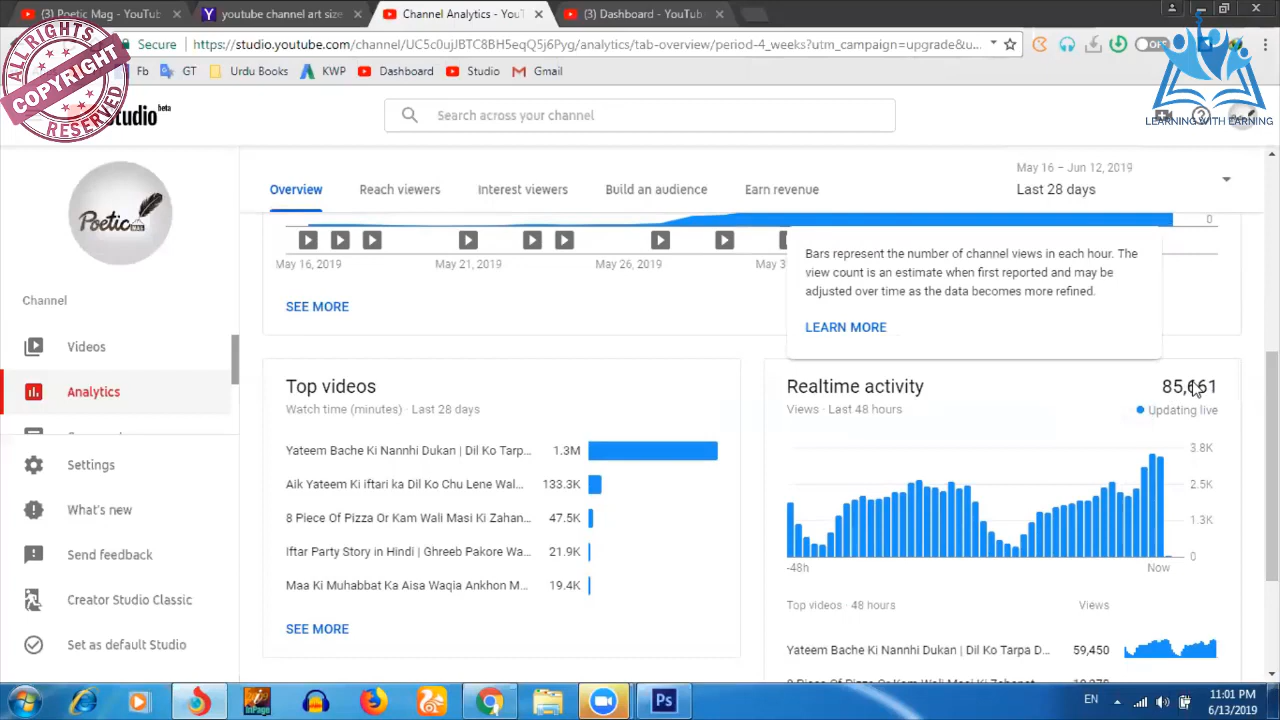 (3) Poetic Mag - YouTub
youtube channel art size
Channel Analytics - YouT
(3) Dashboard - YouTub
Secure
https://studio.youtube.com/channel/UC5c0upJBTC8BH5eqQ5j6Pyg/analytics/tab-overview/period-4_weeks?utm_campaign=upgrade&u...
Fb
GT
Urdu Books
KWP
Dashboard
Studio
Gmail
ALL RIGHTS
COPYRIGHT
RESERVED
Studio beta
Search across your channel
LEARNING WITH EARNING
Poetic MAG
Overview
Reach viewers
Interest viewers
Build an audience
Earn revenue
May 16 – Jun 12, 2019
Last 28 days
0
May 16, 2019
May 21, 2019
May 26, 2019
May 3
SEE MORE
Bars represent the number of channel views in each hour. The
view count is an estimate when first reported and may be
adjusted over time as the data becomes more refined.
LEARN MORE
Channel
Videos
Analytics
Settings
What's new
Send feedback
Creator Studio Classic
Set as default Studio
Top videos
Watch time (minutes) · Last 28 days
Yateem Bache Ki Nannhi Dukan | Dil Ko Tarp... 1.3M
Aik Yateem Ki iftari ka Dil Ko Chu Lene Wal... 133.3K
8 Piece Of Pizza Or Kam Wali Masi Ki Zahan... 47.5K
Iftar Party Story in Hindi | Ghreeb Pakore Wa... 21.9K
Maa Ki Muhabbat Ka Aisa Waqia Ankhon M... 19.4K
SEE MORE
Realtime activity
85,661
Views · Last 48 hours
Updating live
3.8K
2.5K
1.3K
0
-48h
Now
Top videos · 48 hours
Views
Yateem Bache Ki Nannhi Dukan | Dil Ko Tarpa D... 59,450
InPage
Ps
EN
11:01 PM
6/13/2019